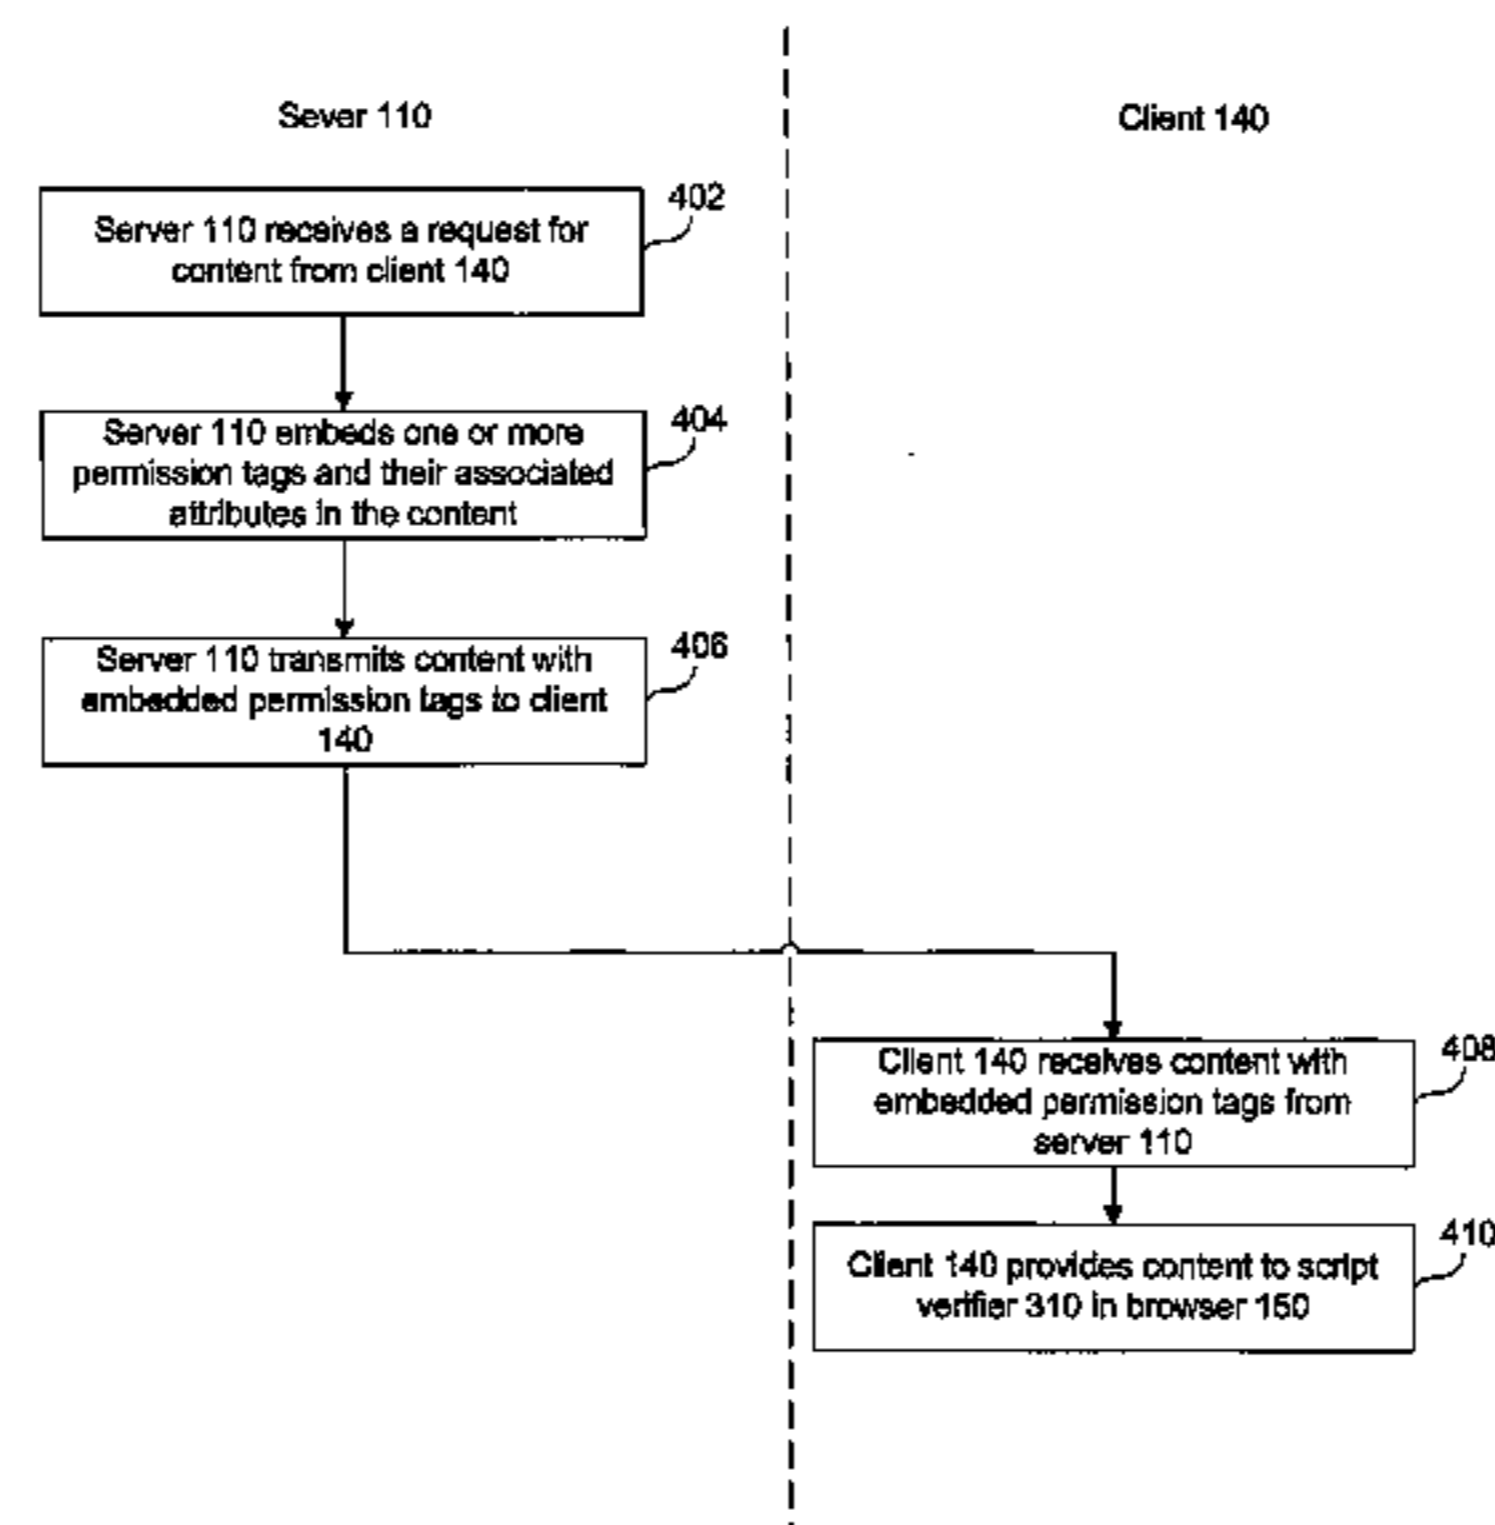 Sever 110
Client 140
402
Server 110 receives a request for
content from client 140
404
Server 110 embeds one or more
permission tags and their associated
attributes in the content
406
Server 110 transmits content with
embedded permission tags to client
140
408
Client 140 receives content with
embedded permission tags from
server 110
410
Client 140 provides content to script
verifier 310 in browser 150